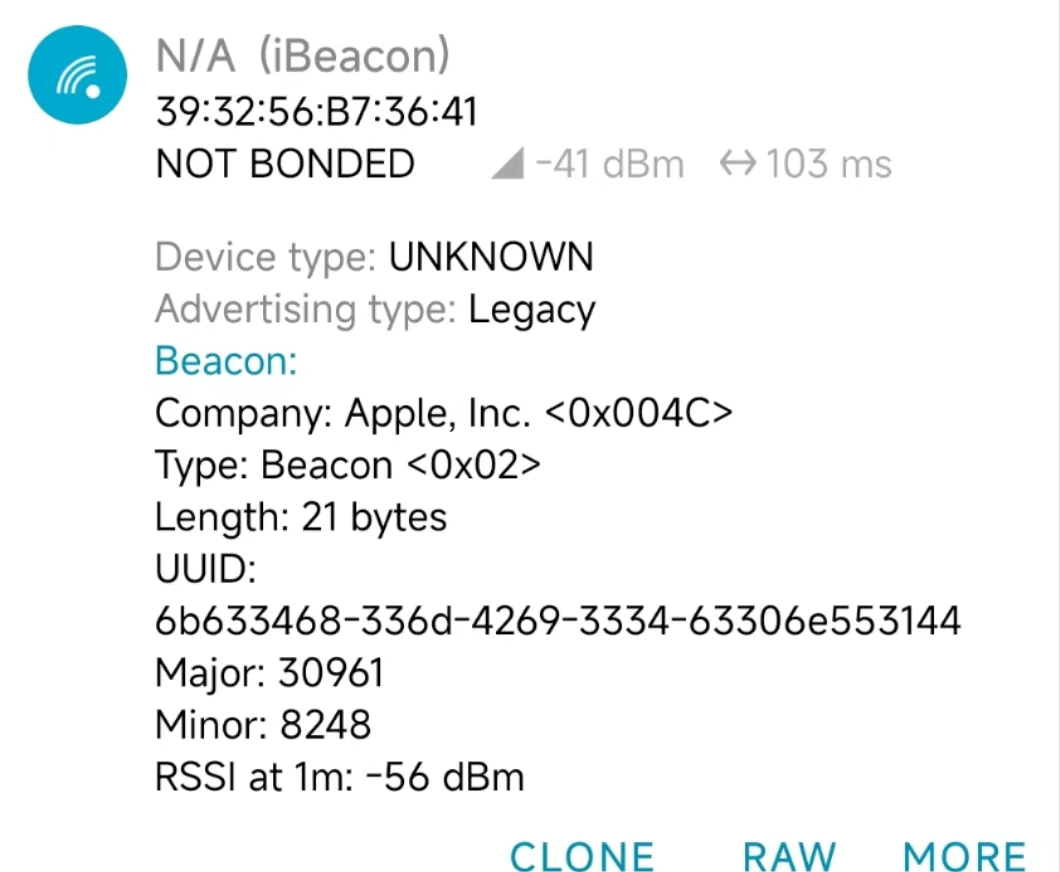 N/A (iBeacon)
39:32:56:B7:36:41
NOT BONDED -41 dBm 103 ms
Device type: UNKNOWN
Advertising type: Legacy
Beacon:
Company: Apple, Inc. <0x004C>
Type: Beacon <0x02>
Length: 21 bytes
UUID:
6b633468-336d-4269-3334-63306e553144
Major: 30961
Minor: 8248
RSSI at 1m: -56 dBm
CLONE RAW MORE